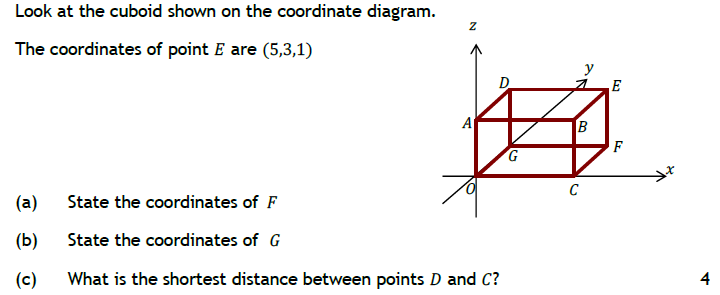 Look at the cuboid shown on the coordinate diagram.
The coordinates of point E are (5,3,1)
z
y
D
E
A
B
G
F
x
O
C
(a) State the coordinates of F
(b) State the coordinates of G
(c) What is the shortest distance between points D and C? 4